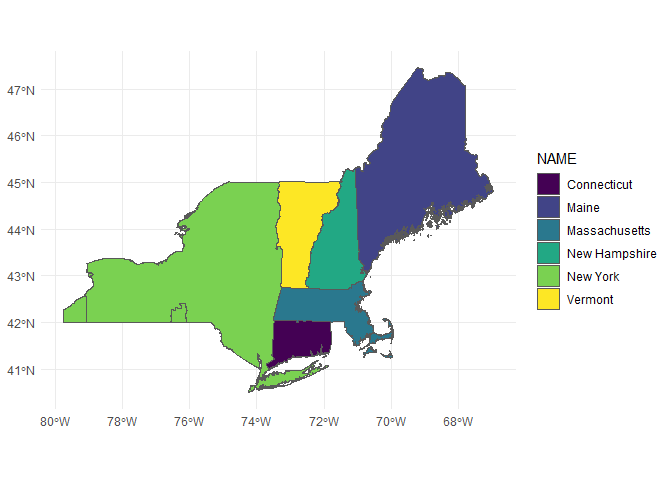 47°N
46°N
45°N
44°N
43°N
42°N
41°N
80°W
78°W
76°W
74°W
72°W
70°W
68°W
NAME
Connecticut
Maine
Massachusetts
New Hampshire
New York
Vermont